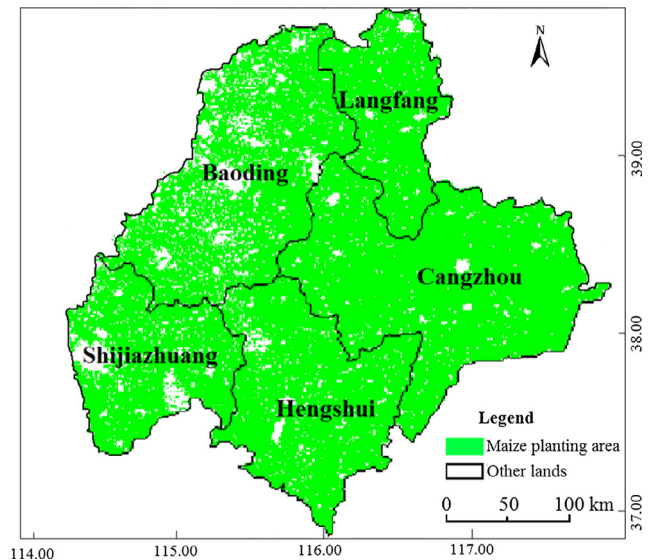 N
Langfang
39.00
Baoding
Cangzhou
38.00
Shijiazhuang
Hengshui
Legend
Maize planting area
Other lands
0 50 100 km
37.00
114.00 115.00 116.00 117.00